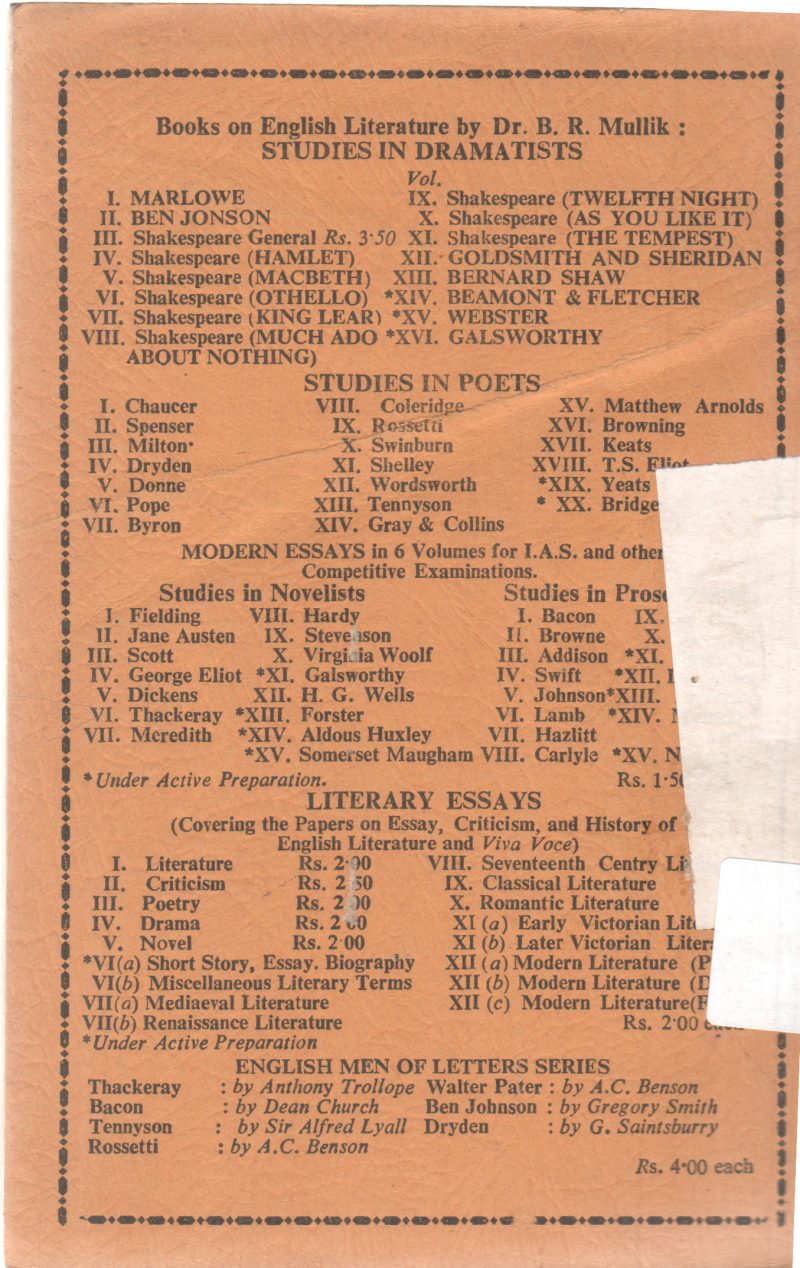 Books on English Literature by Dr. B. R. Mullik :
STUDIES IN DRAMATISTS
Vol.
I. MARLOWE IX. Shakespeare (TWELFTH NIGHT)
II. BEN JONSON X. Shakespeare (AS YOU LIKE IT)
III. Shakespeare General Rs. 3·50 XI. Shakespeare (THE TEMPEST)
IV. Shakespeare (HAMLET) XII. GOLDSMITH AND SHERIDAN
V. Shakespeare (MACBETH) XIII. BERNARD SHAW
VI. Shakespeare (OTHELLO) *XIV. BEAMONT & FLETCHER
VII. Shakespeare (KING LEAR) *XV. WEBSTER
VIII. Shakespeare (MUCH ADO *XVI. GALSWORTHY
ABOUT NOTHING)
STUDIES IN POETS
I. Chaucer VIII. Coleridge XV. Matthew Arnolds
II. Spenser IX. Rossetti XVI. Browning
III. Milton· X. Swinburn XVII. Keats
IV. Dryden XI. Shelley XVIII. T.S. Eliot
V. Donne XII. Wordsworth *XIX. Yeats
VI. Pope XIII. Tennyson * XX. Bridge
VII. Byron XIV. Gray & Collins
MODERN ESSAYS in 6 Volumes for I.A.S. and other
Competitive Examinations.
Studies in Novelists Studies in Prose
I. Fielding VIII. Hardy I. Bacon IX.
II. Jane Austen IX. Stevenson II. Browne X.
III. Scott X. Virginia Woolf III. Addison *XI.
IV. George Eliot *XI. Galsworthy IV. Swift *XII.
V. Dickens XII. H. G. Wells V. Johnson *XIII.
VI. Thackeray *XIII. Forster VI. Lamb *XIV.
VII. Meredith *XIV. Aldous Huxley VII. Hazlitt
*XV. Somerset Maugham VIII. Carlyle *XV.
*Under Active Preparation. Rs. 1·50
LITERARY ESSAYS
(Covering the Papers on Essay, Criticism, and History of
English Literature and Viva Voce)
I. Literature Rs. 2·00 VIII. Seventeenth Centry
II. Criticism Rs. 2 50 IX. Classical Literature
III. Poetry Rs. 2 00 X. Romantic Literature
IV. Drama Rs. 2 00 XI (a) Early Victorian
V. Novel Rs. 2·00 XI (b) Later Victorian
*VI(a) Short Story, Essay. Biography XII (a) Modern Literature
VI(b) Miscellaneous Literary Terms XII (b) Modern Literature
VII(a) Mediaeval Literature XII (c) Modern Literature
VII(b) Renaissance Literature Rs. 2·00 each
*Under Active Preparation
ENGLISH MEN OF LETTERS SERIES
Thackeray : by Anthony Trollope Walter Pater : by A.C. Benson
Bacon : by Dean Church Ben Johnson : by Gregory Smith
Tennyson : by Sir Alfred Lyall Dryden : by G. Saintsburry
Rossetti : by A.C. Benson
Rs. 4·00 each